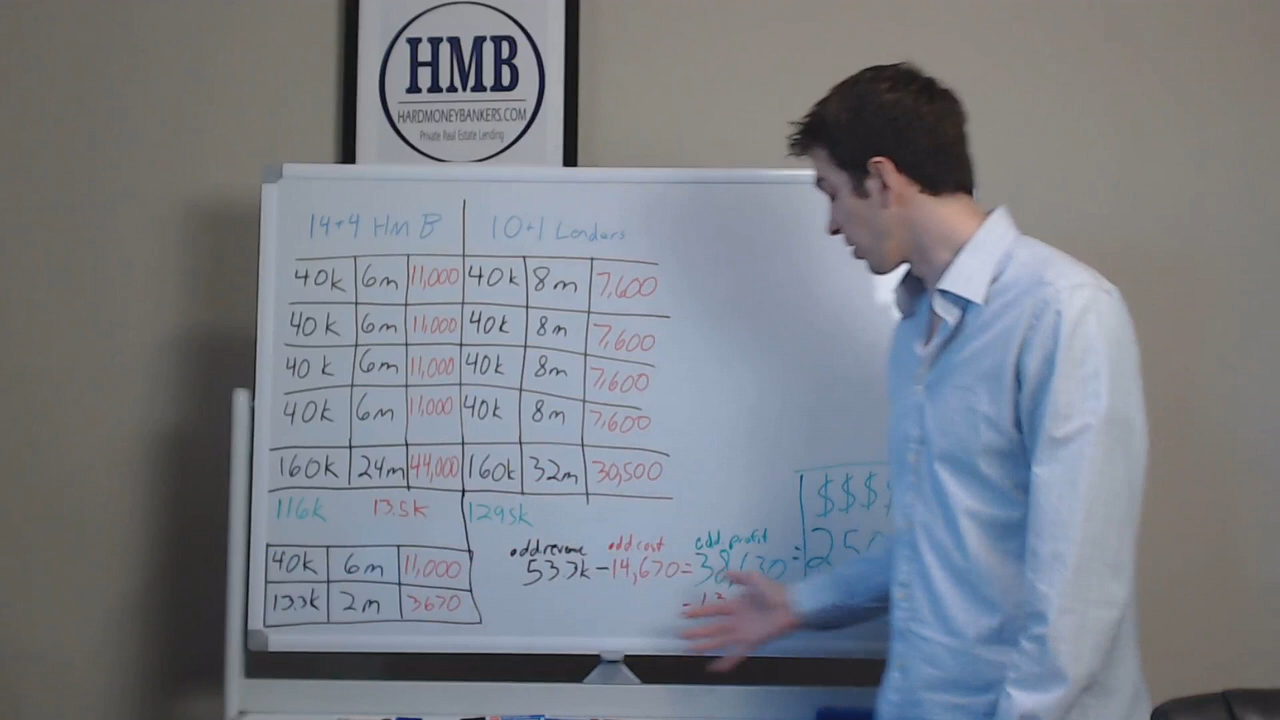 HMB
HARDMONEYBANKERS.COM
Private Real Estate Lending
14+4 HmB 10+1 Lenders
40k 6m 11,000 40k 8m 7,600
40k 6m 11,000 40k 8m 7,600
40k 6m 11,000 40k 8m 7,600
40k 6m 11,000 40k 8m 7,600
160k 24m 44,000 160k 32m 30,500
116k 13.5k 129.5k
$$$
add.revenue add.cost add. profit
40k 6m 11,000
53.3k - 14,670 =
13.3k 2m 3670